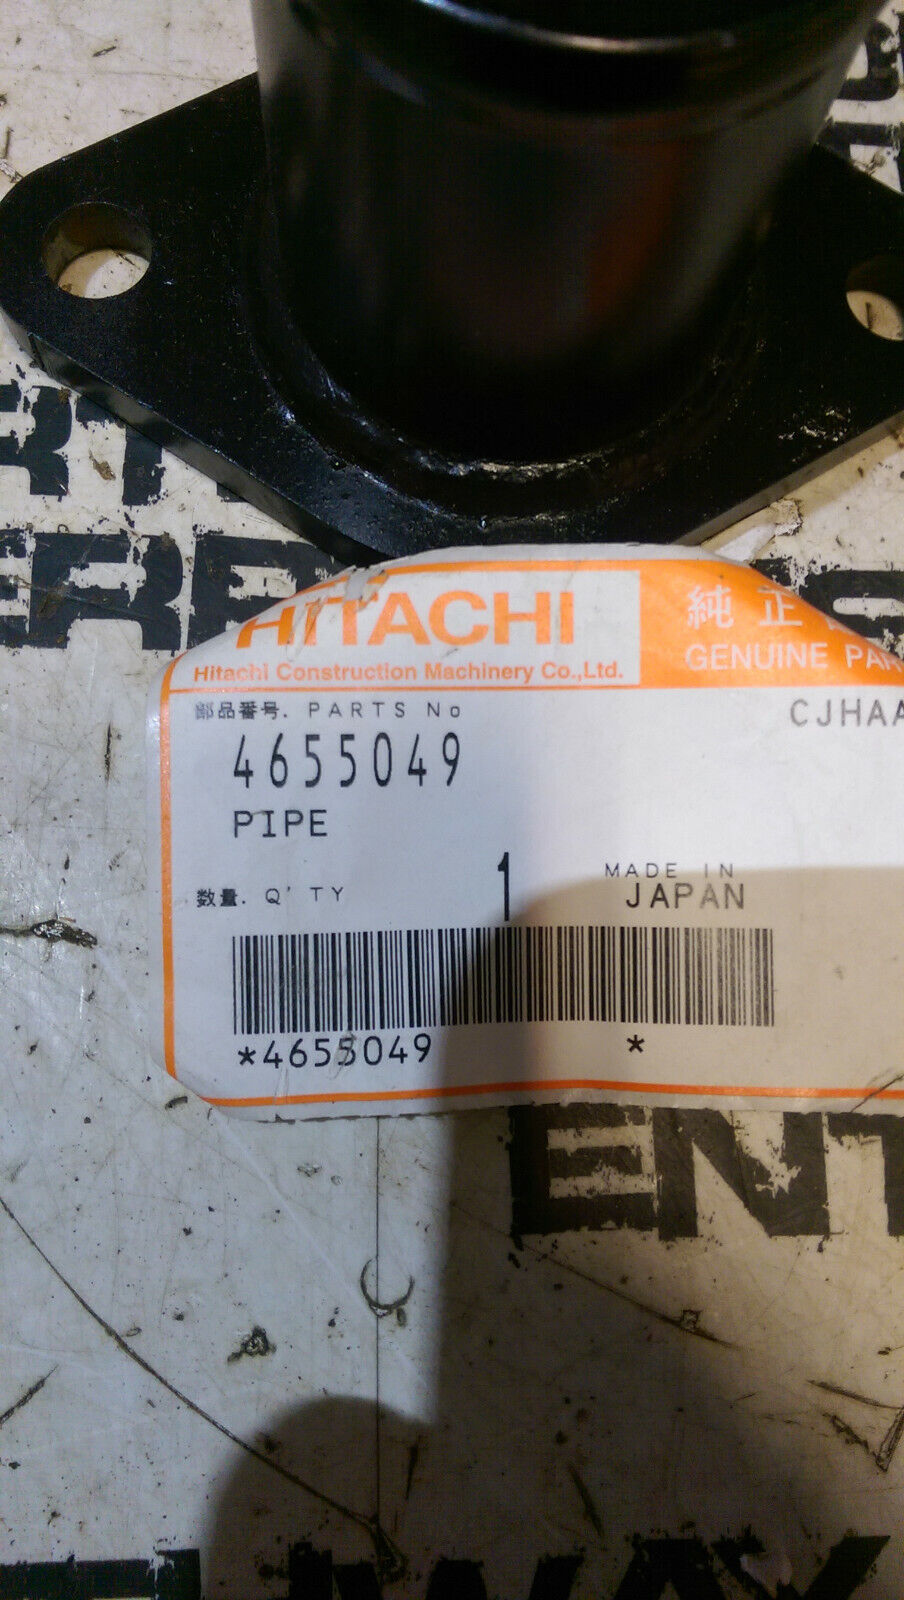 HITACHI
Hitachi Construction Machinery Co.,Ltd.
純正
GENUINE PAR
部品番号. PARTS No
CJHAA
4655049
PIPE
数量. Q'TY
1
MADE IN
JAPAN
*4655049 *
ENT
WAY